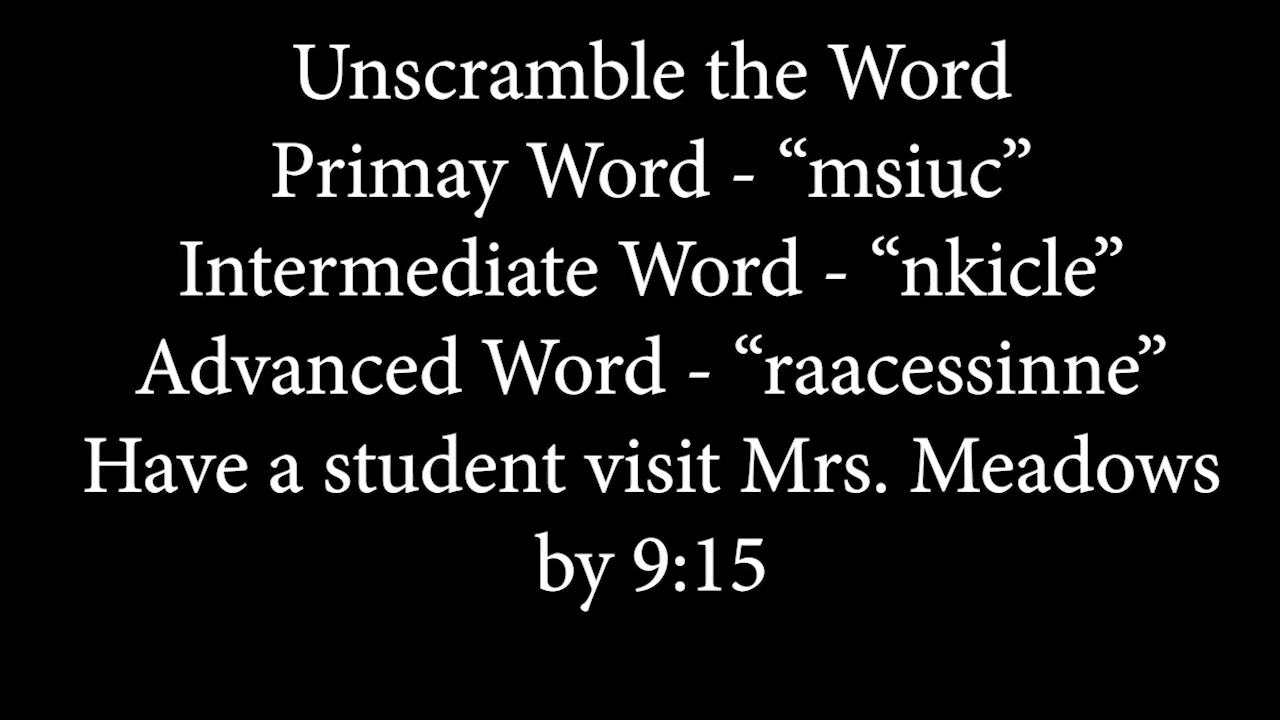 Unscramble the Word
Primay Word - “msiuc”
Intermediate Word - “nkicle”
Advanced Word - “raacessinne”
Have a student visit Mrs. Meadows
by 9:15